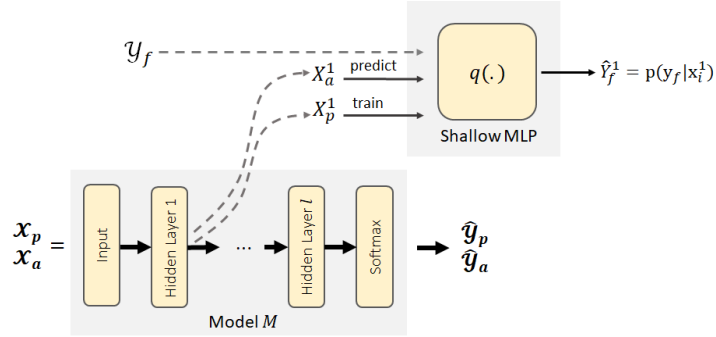 𝒴_f
X_a^1 predict
X_p^1 train
q(.)
Shallow MLP
Ŷ_f^1 = p(y_f|x_i^1)
𝒙_p
𝒙_a
=
Input
Hidden Layer 1
...
Hidden Layer l
Softmax
ŷ_p
ŷ_a
Model M